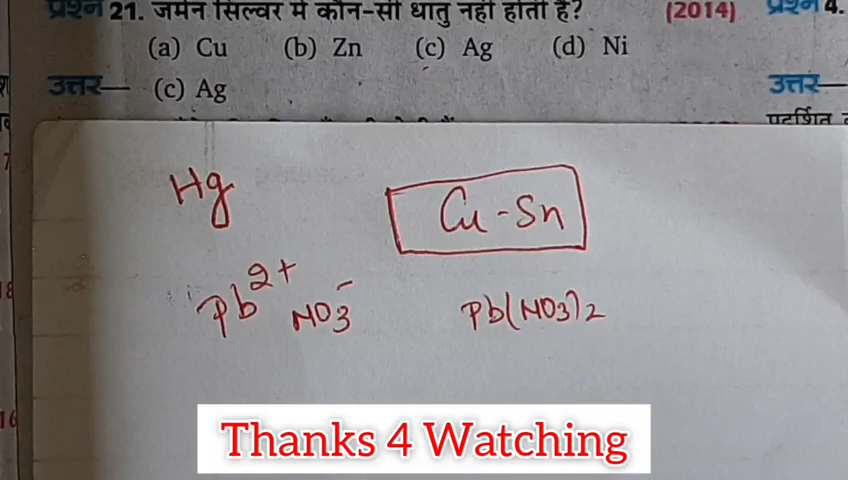 प्रश्न 21. जर्मन सिल्वर में कौन-सी धातु नहीं होती है? (2014) प्रश्न 4.
(a) Cu (b) Zn (c) Ag (d) Ni
उत्तर— (c) Ag उत्तर—
Hg Cu - Sn
Pb²⁺ NO₃⁻ Pb(NO₃)₂
Thanks 4 Watching